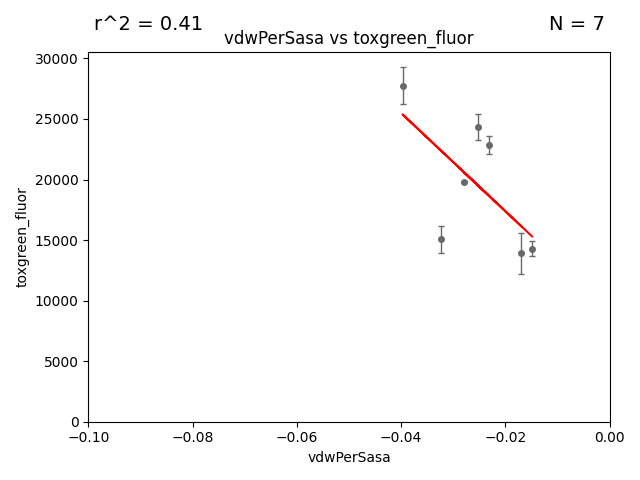 r^2 = 0.41
N = 7
vdwPerSasa vs toxgreen_fluor
30000
25000
20000
15000
10000
5000
0
toxgreen_fluor
−0.10
−0.08
−0.06
−0.04
−0.02
0.00
vdwPerSasa